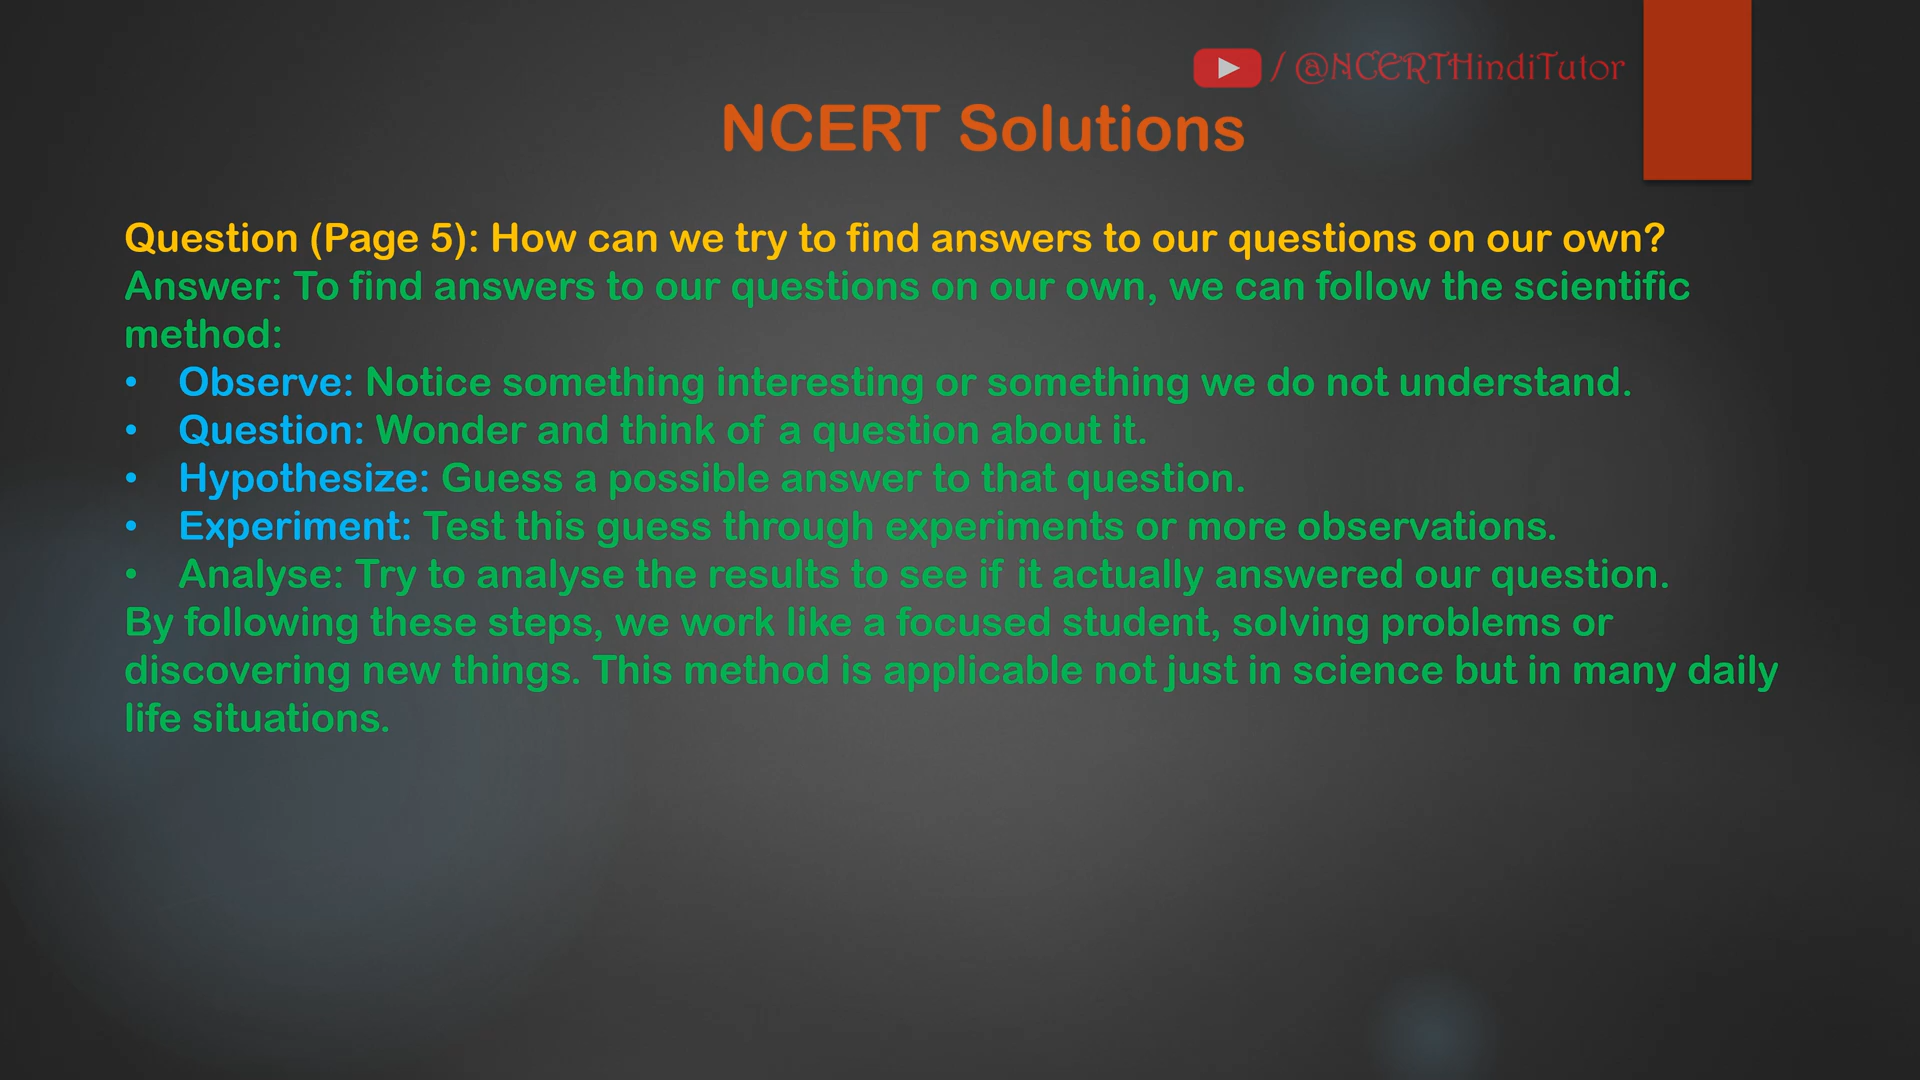 / @NCERTHindiTutor
NCERT Solutions
Question (Page 5): How can we try to find answers to our questions on our own?
Answer: To find answers to our questions on our own, we can follow the scientific
method:
• Observe: Notice something interesting or something we do not understand.
• Question: Wonder and think of a question about it.
• Hypothesize: Guess a possible answer to that question.
• Experiment: Test this guess through experiments or more observations.
• Analyse: Try to analyse the results to see if it actually answered our question.
By following these steps, we work like a focused student, solving problems or
discovering new things. This method is applicable not just in science but in many daily
life situations.